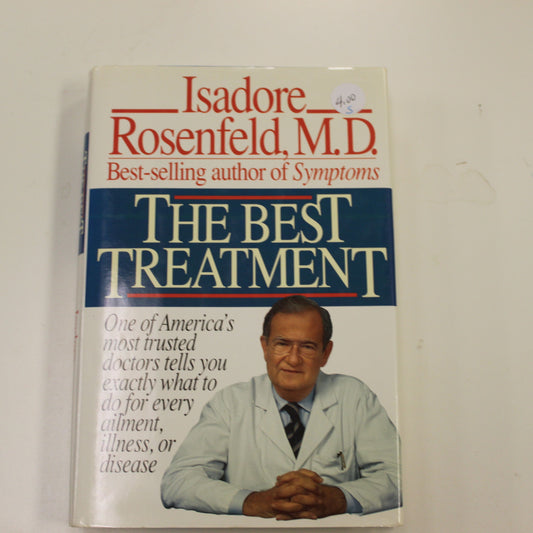 Isadore
Rosenfeld, M.D.
4.00
S
Best-selling author of Symptoms
THE BEST
TREATMENT
One of America's
most trusted
doctors tells you
exactly what to
do for every
ailment,
illness, or
disease